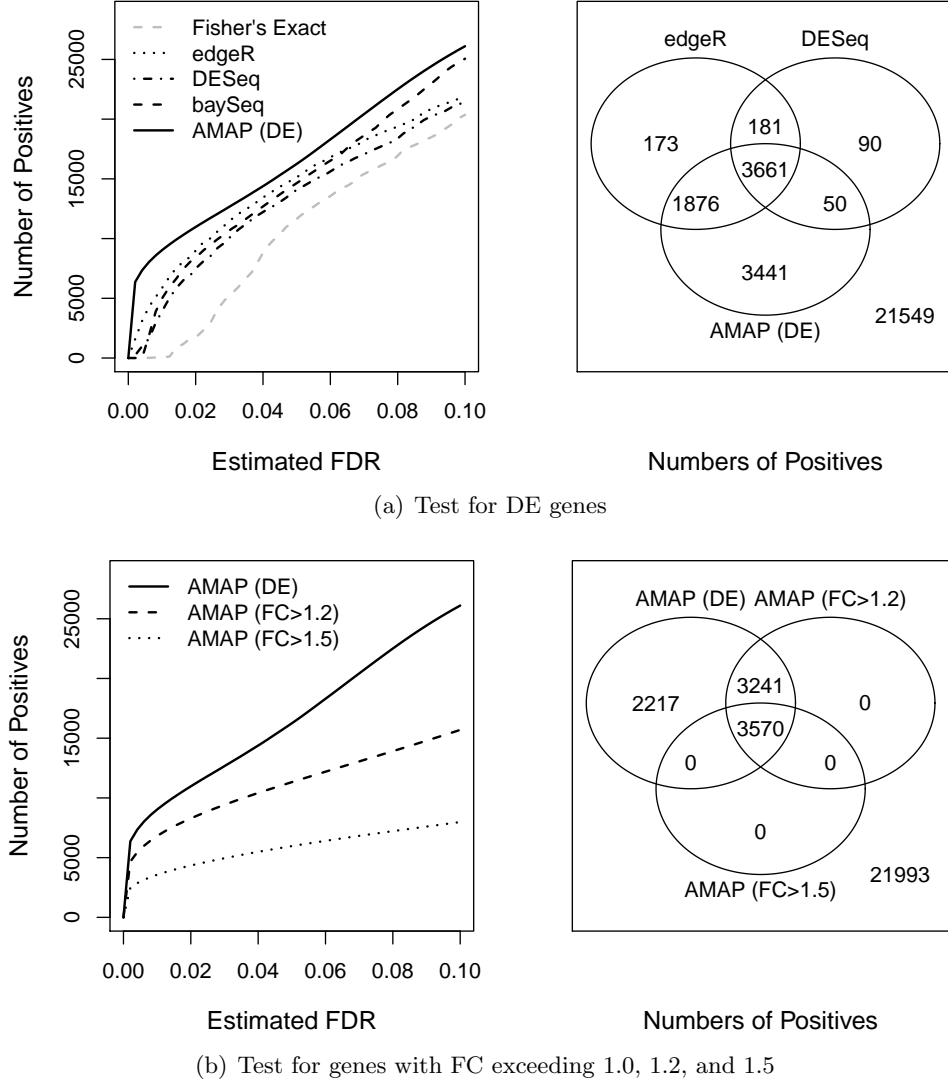 Fisher's Exact
edgeR
DESeq
baySeq
AMAP (DE)
Number of Positives
0
5000
15000
25000
0.00 0.02 0.04 0.06 0.08 0.10
Estimated FDR
edgeR DESeq
173 181 90
3661
1876 50
3441
AMAP (DE)
21549
Numbers of Positives
(a) Test for DE genes
AMAP (DE)
AMAP (FC>1.2)
AMAP (FC>1.5)
Number of Positives
0
5000
15000
25000
0.00 0.02 0.04 0.06 0.08 0.10
Estimated FDR
AMAP (DE) AMAP (FC>1.2)
2217 3241 0
3570
0 0
0
AMAP (FC>1.5)
21993
Numbers of Positives
(b) Test for genes with FC exceeding 1.0, 1.2, and 1.5